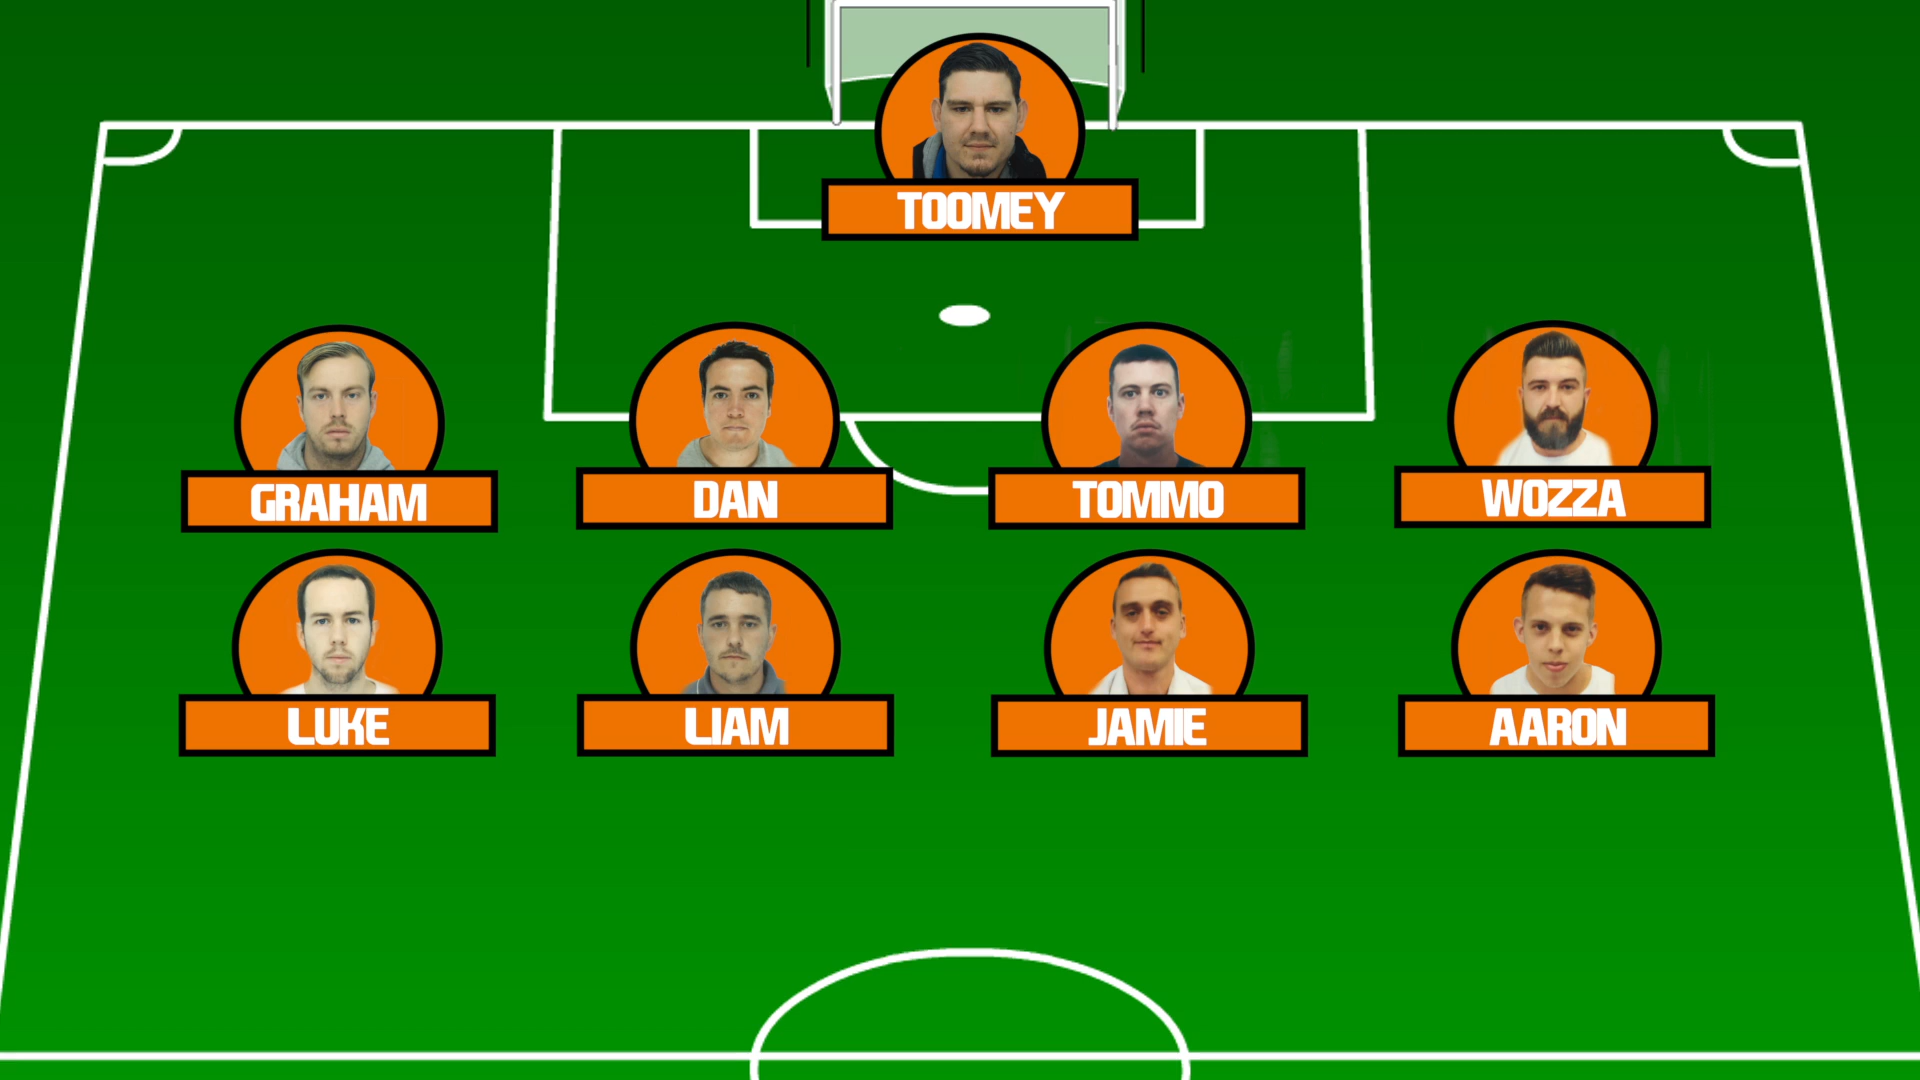 TOOMEY
GRAHAM
DAN
TOMMO
WOZZA
LUKE
LIAM
JAMIE
AARON